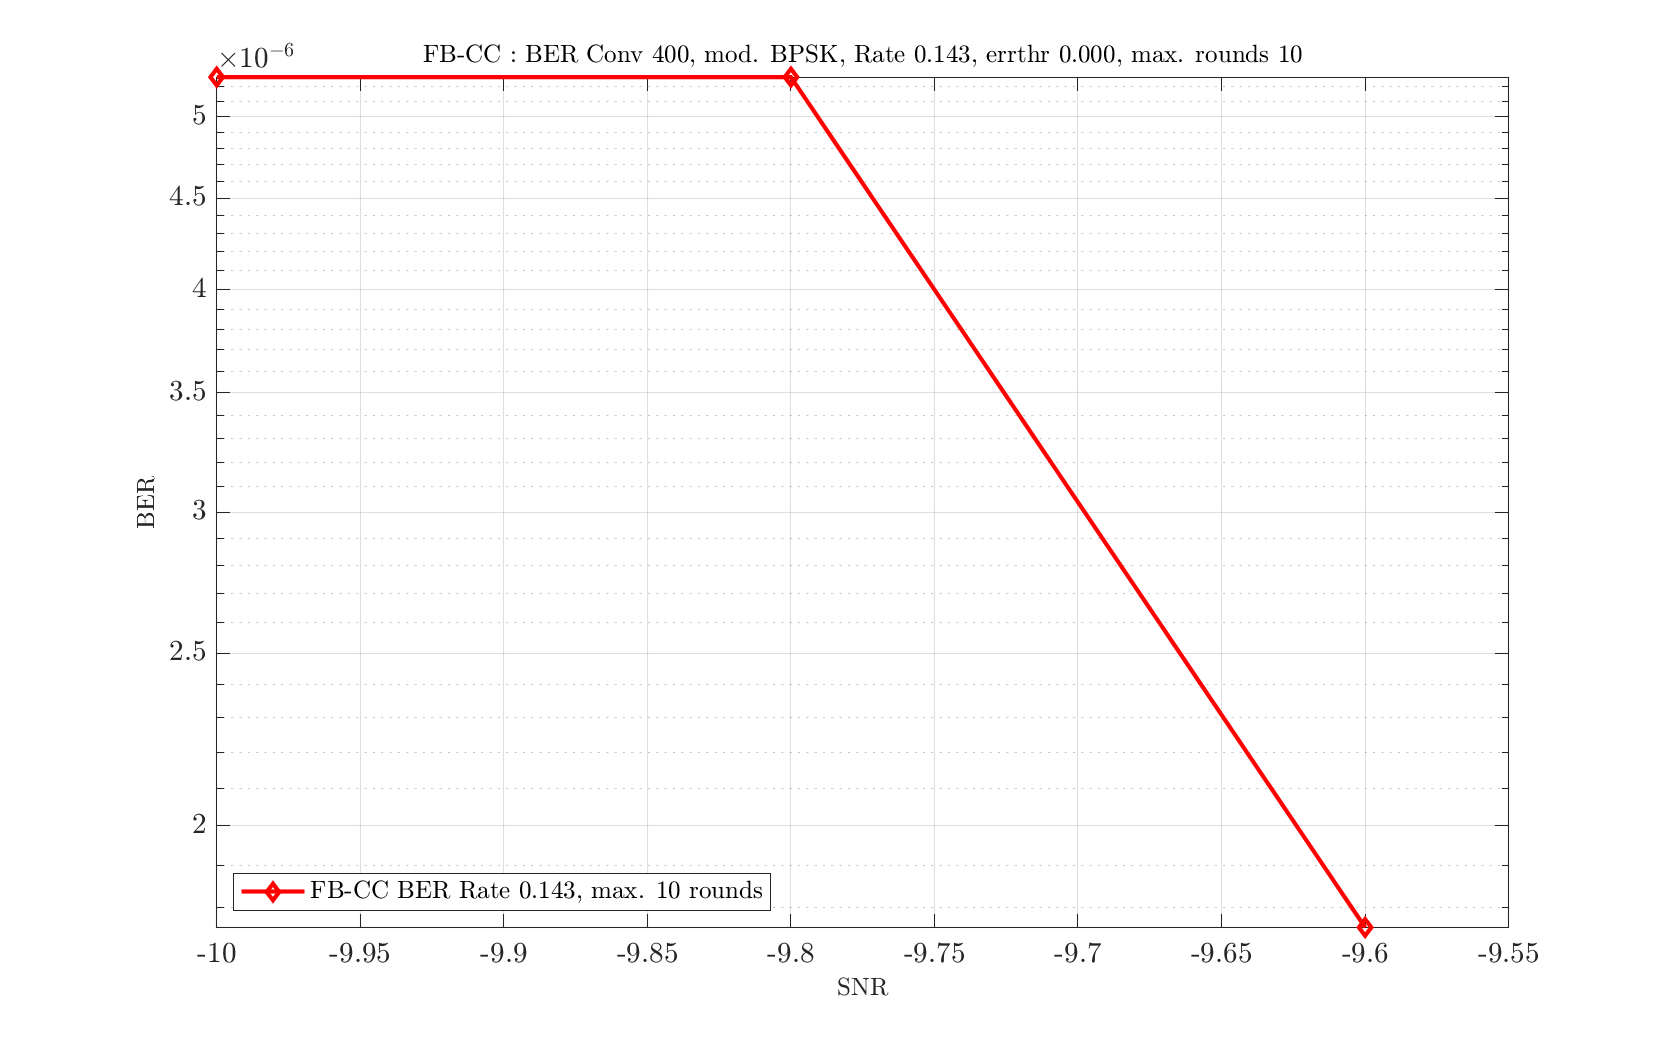 ×10⁻⁶
FB-CC : BER Conv 400, mod. BPSK, Rate 0.143, errthr 0.000, max. rounds 10
5
4.5
4
3.5
3
2.5
2
BER
FB-CC BER Rate 0.143, max. 10 rounds
-10 -9.95 -9.9 -9.85 -9.8 -9.75 -9.7 -9.65 -9.6 -9.55
SNR